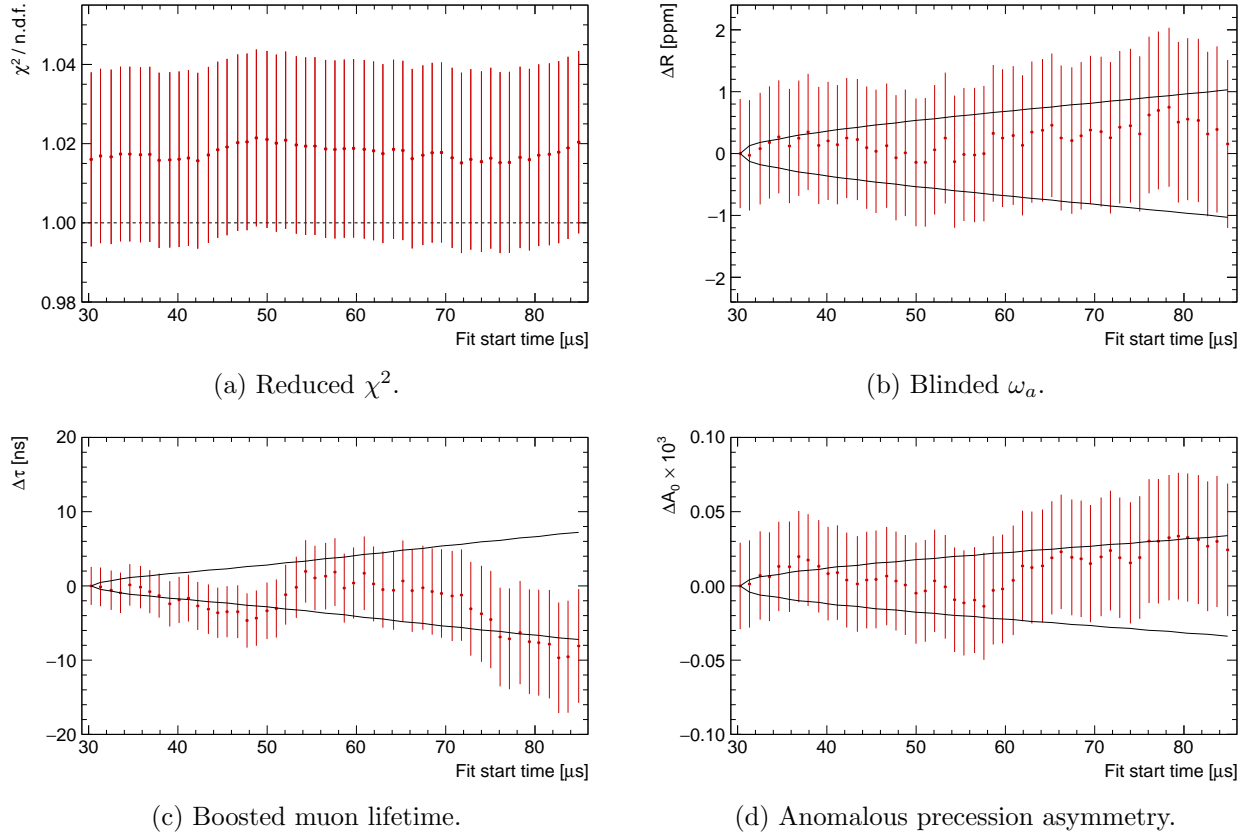 χ² / n.d.f.
1.04
1.02
1.00
0.98
30 40 50 60 70 80
Fit start time [μs]
(a) Reduced χ².
ΔR [ppm]
2
1
0
−1
−2
30 40 50 60 70 80
Fit start time [μs]
(b) Blinded ωₐ.
Δτ [ns]
20
10
0
−10
−20
30 40 50 60 70 80
Fit start time [μs]
(c) Boosted muon lifetime.
ΔA₀ × 10³
0.10
0.05
0.00
−0.05
−0.10
30 40 50 60 70 80
Fit start time [μs]
(d) Anomalous precession asymmetry.